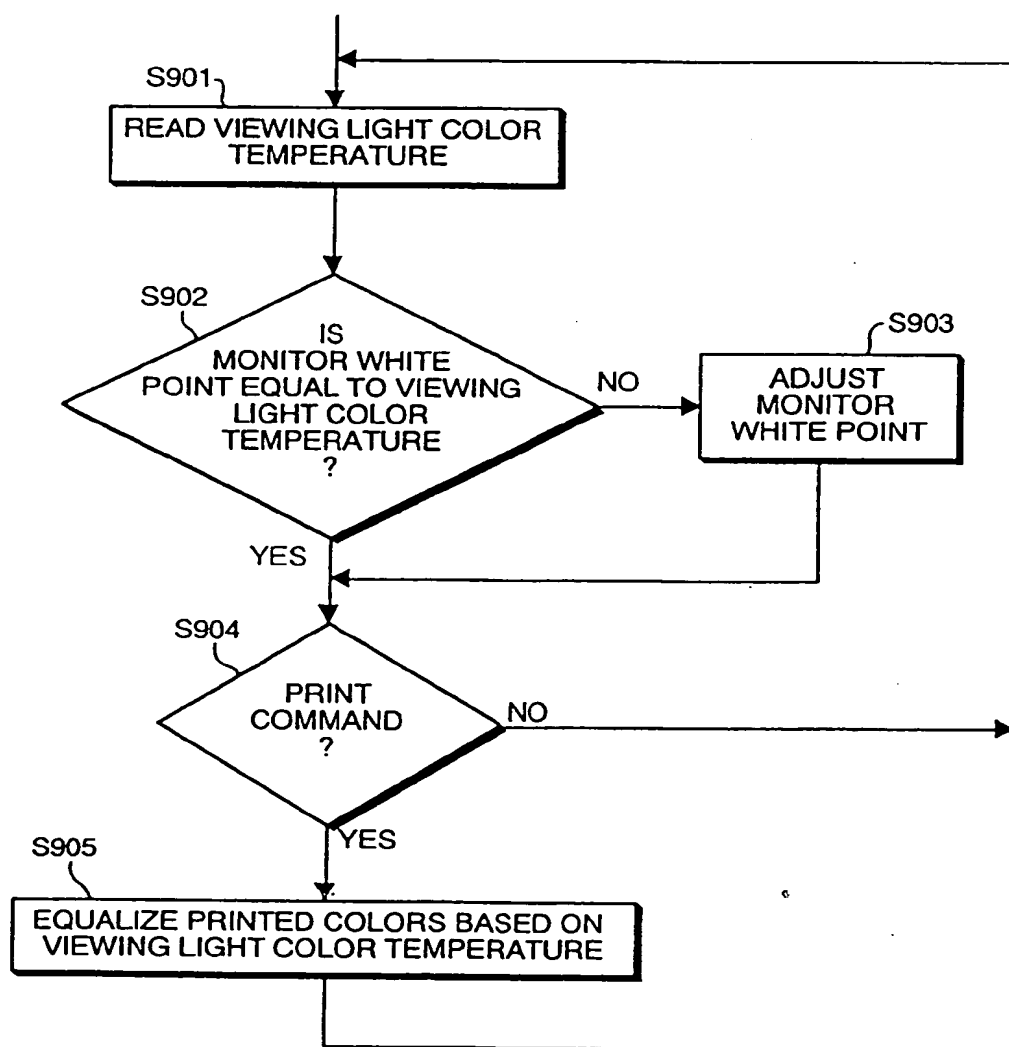 S901
READ VIEWING LIGHT COLOR
TEMPERATURE
S902
IS
MONITOR WHITE
POINT EQUAL TO VIEWING
LIGHT COLOR
TEMPERATURE
?
NO
S903
ADJUST
MONITOR
WHITE POINT
YES
S904
PRINT
COMMAND
?
NO
YES
S905
EQUALIZE PRINTED COLORS BASED ON
VIEWING LIGHT COLOR TEMPERATURE